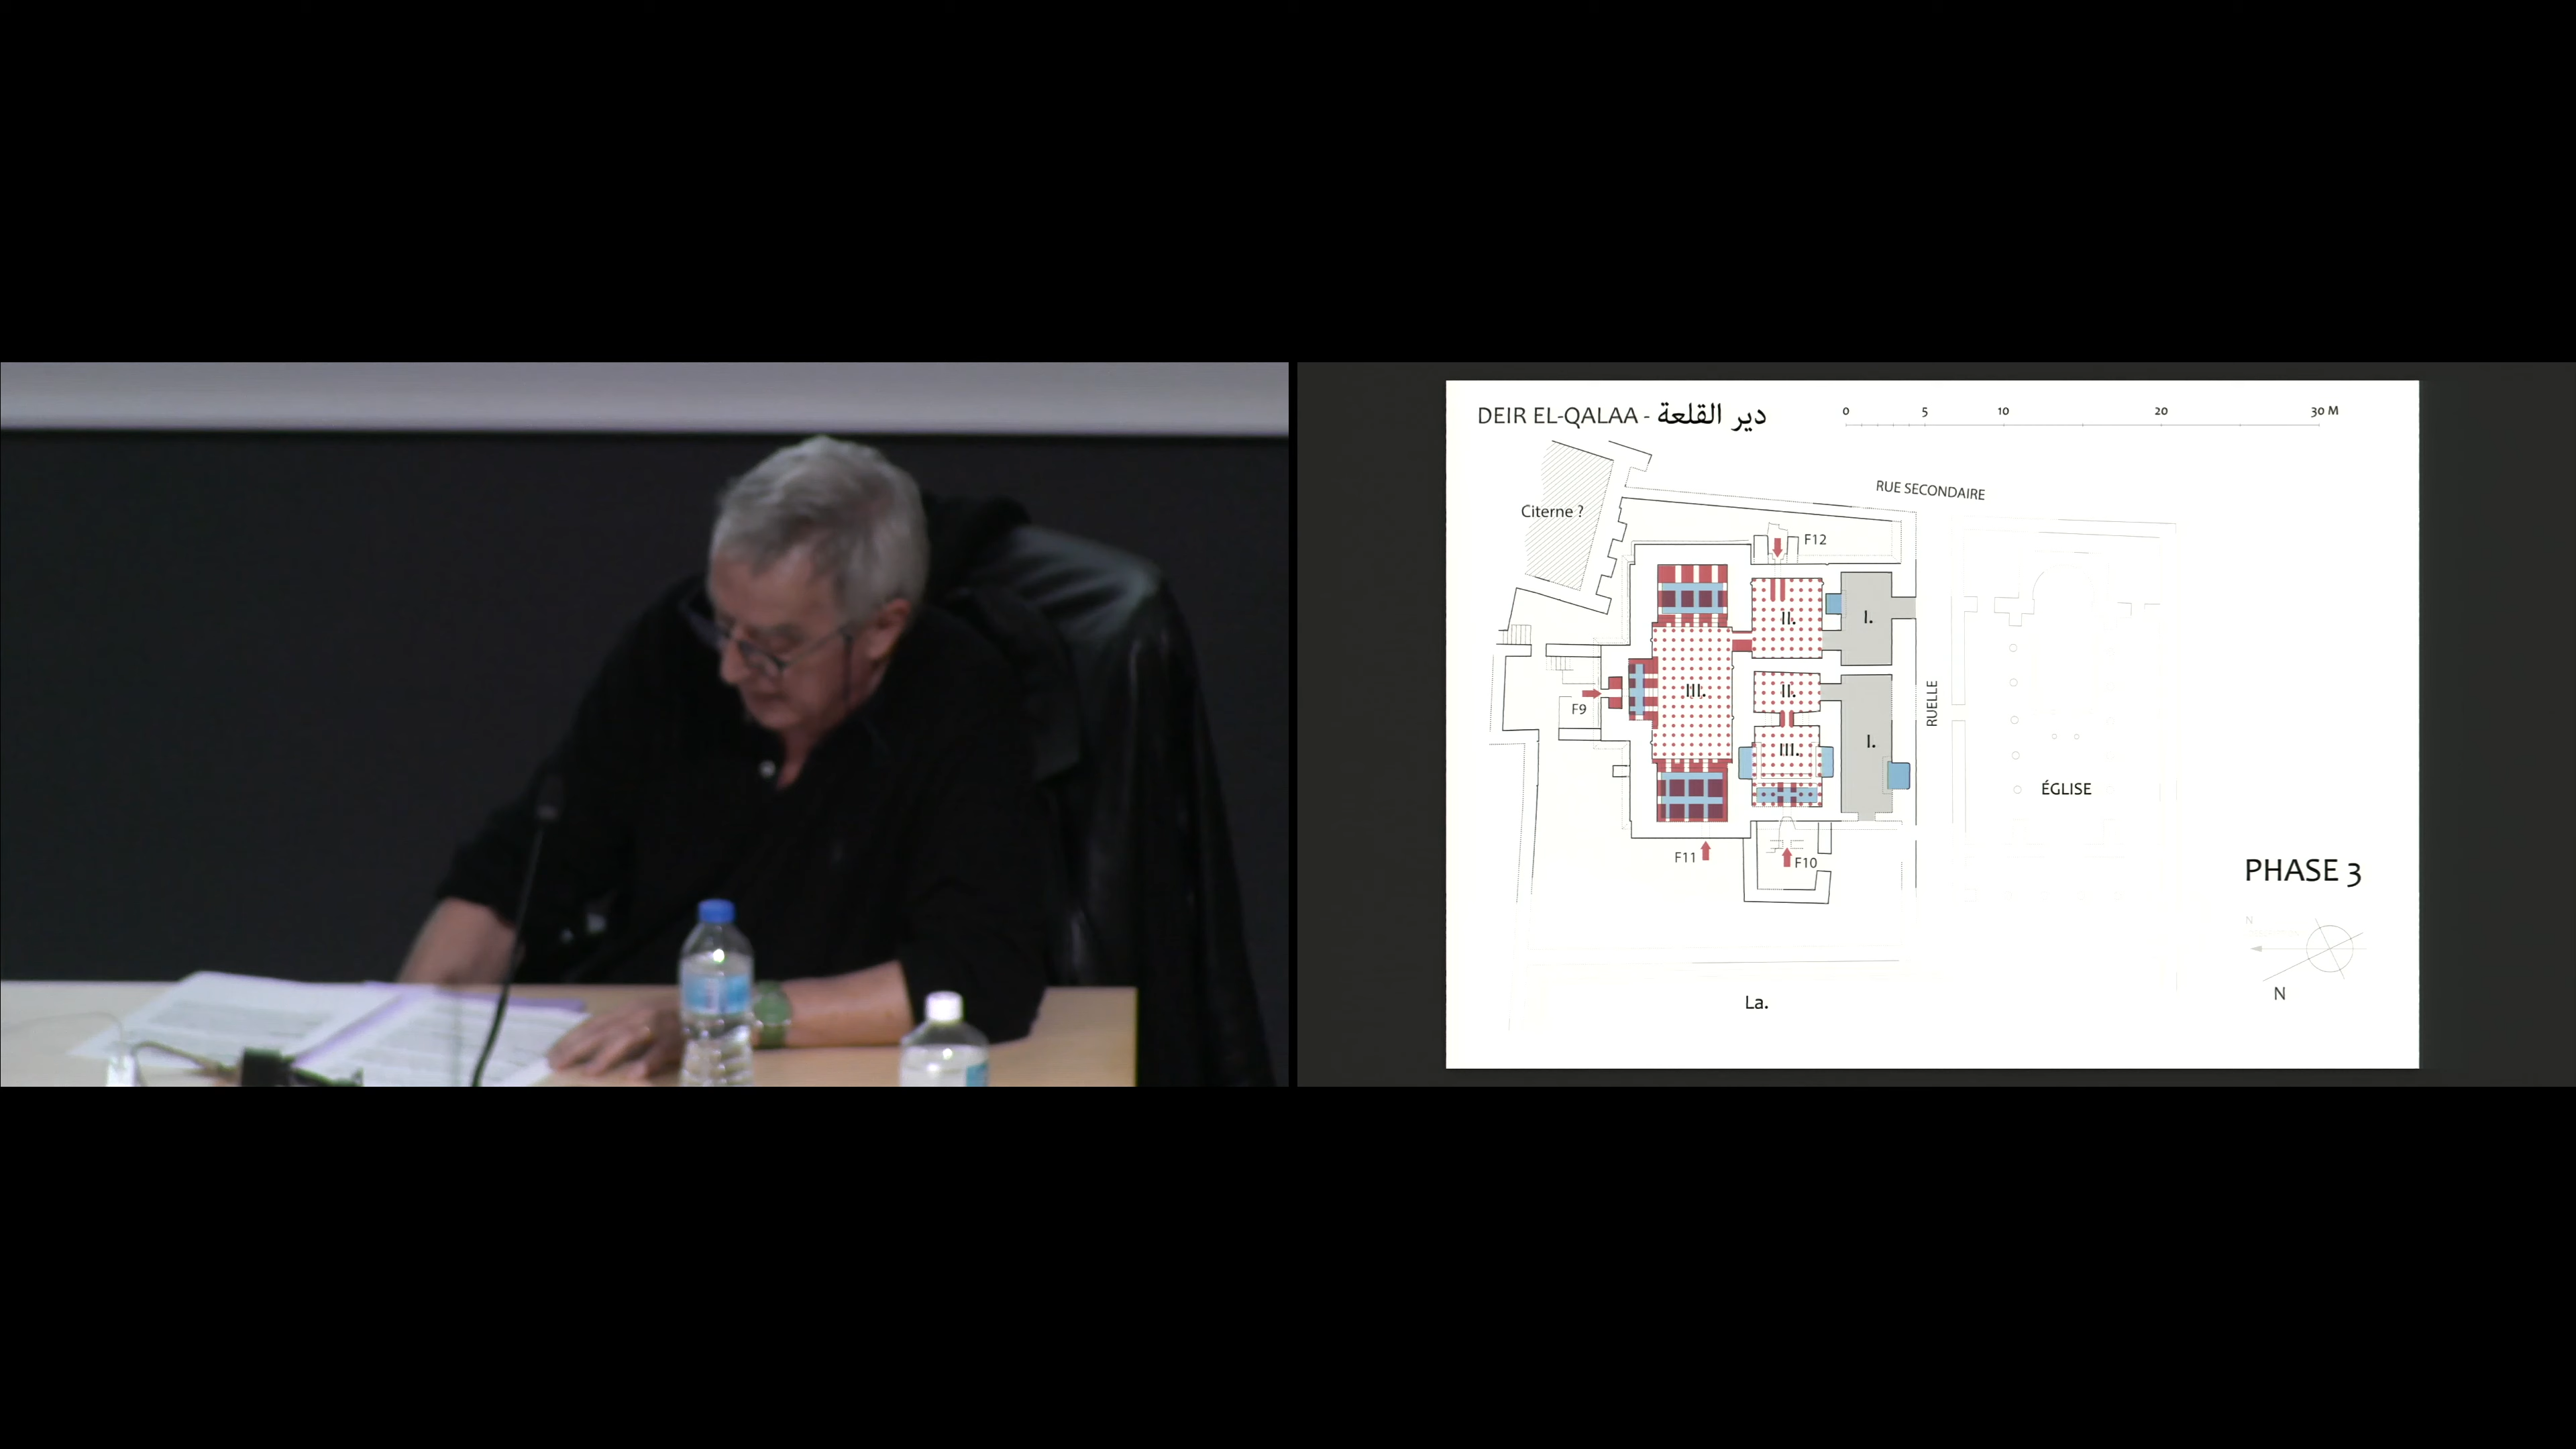 DEIR EL-QALAA - دير القلعة
0 5 10 20 30 M
RUE SECONDAIRE
Citerne ?
F12
II.
I.
III.
II.
F9
RUELLE
III.
I.
ÉGLISE
F11
F10
PHASE 3
N
N
La.